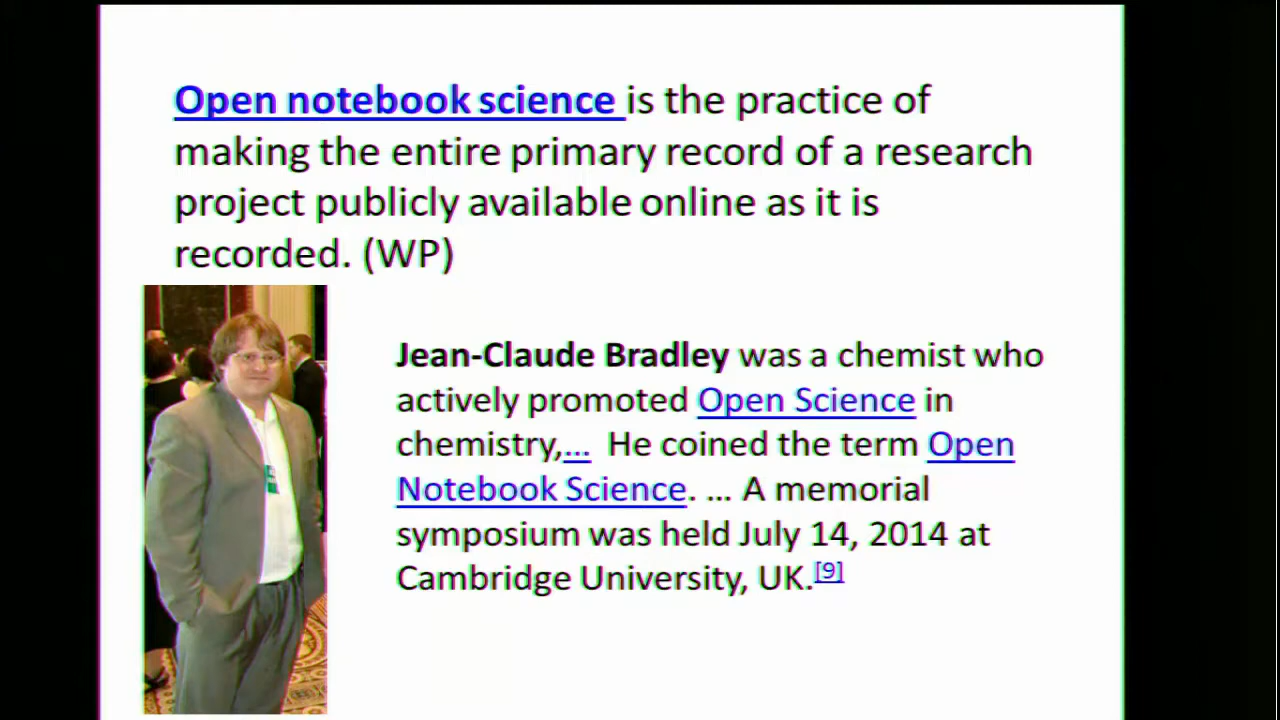 Open notebook science is the practice of
making the entire primary record of a research
project publicly available online as it is
recorded. (WP)
Jean-Claude Bradley was a chemist who
actively promoted Open Science in
chemistry,... He coined the term Open
Notebook Science. ... A memorial
symposium was held July 14, 2014 at
Cambridge University, UK.[9]